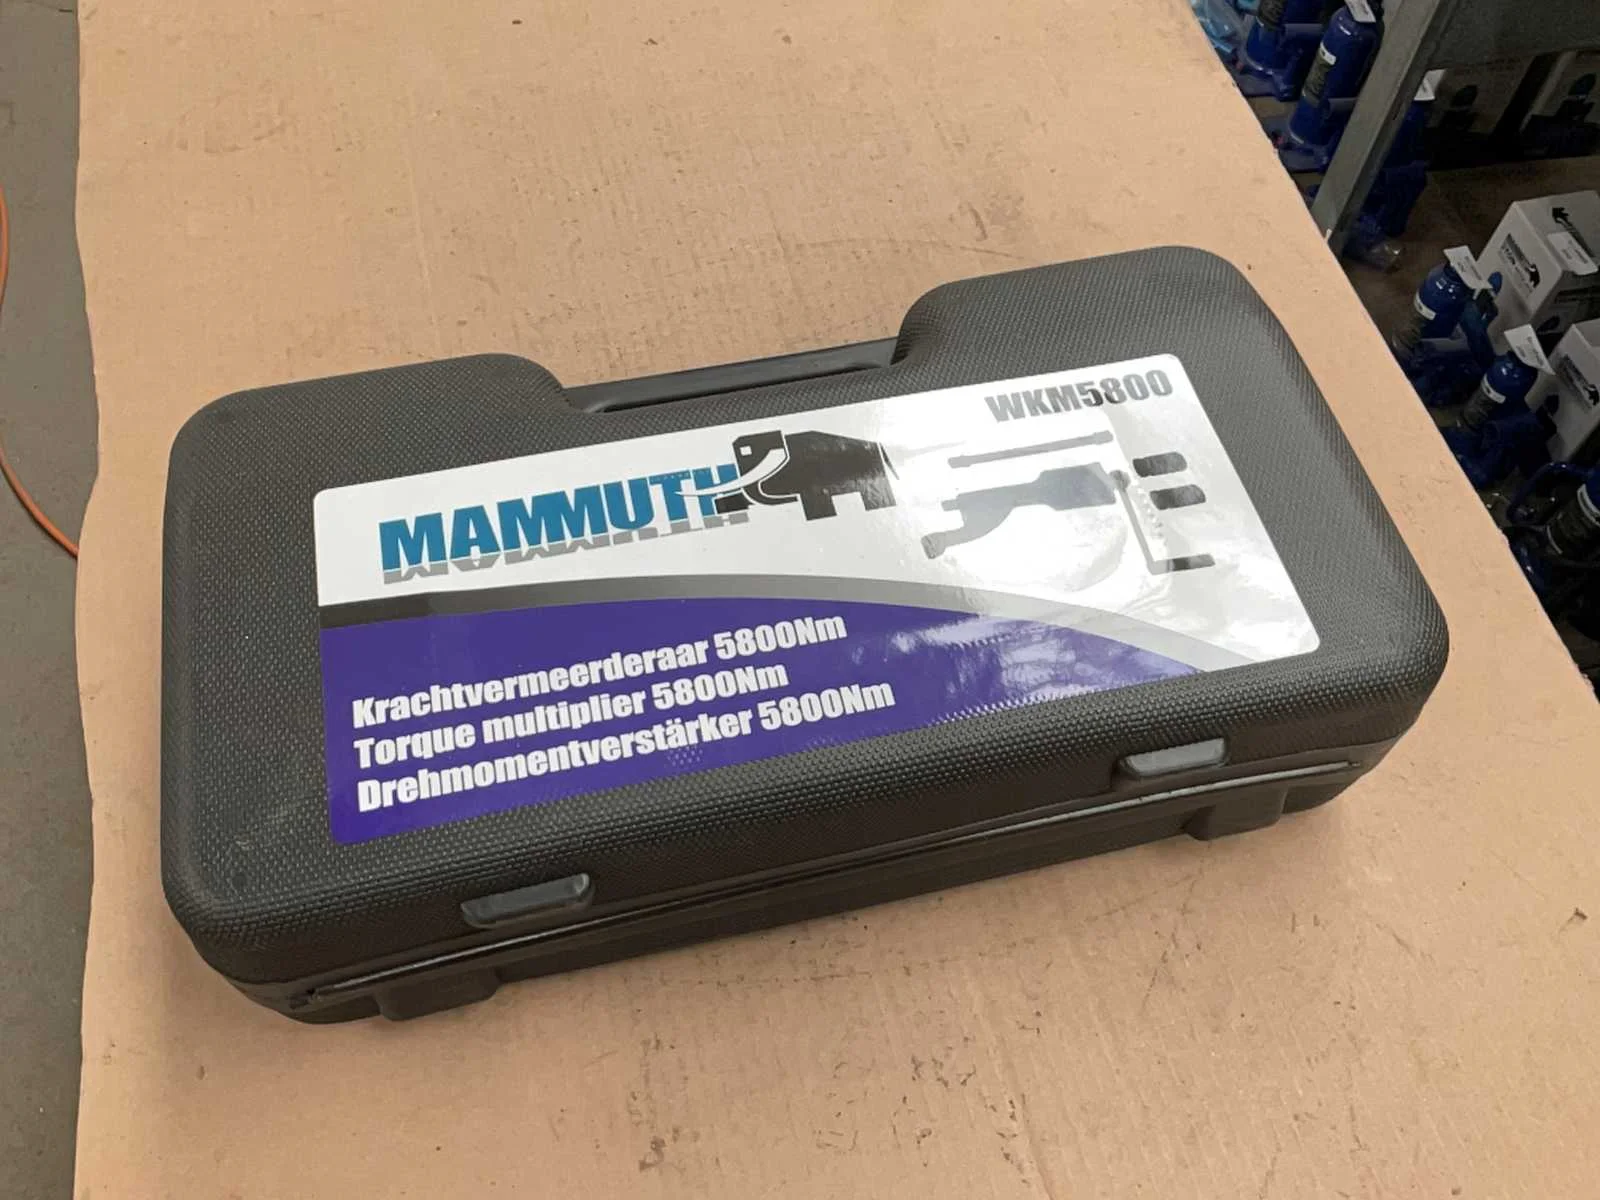 WKM5800
MAMMUTH
Krachtvermeerderaar 5800Nm
Torque multiplier 5800Nm
Drehmomentverstärker 5800Nm